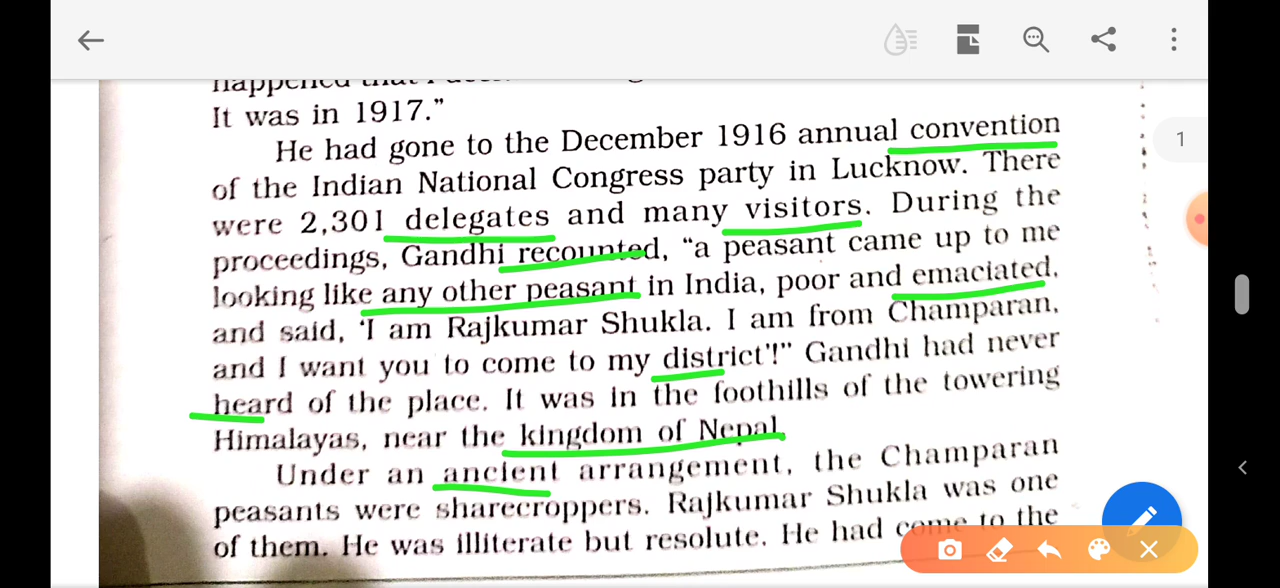 It was in 1917."
He had gone to the December 1916 annual convention
of the Indian National Congress party in Lucknow. There
were 2,301 delegates and many visitors. During the
proceedings, Gandhi recounted, "a peasant came up to me
looking like any other peasant in India, poor and emaciated,
and said, 'I am Rajkumar Shukla. I am from Champaran,
and I want you to come to my district'!" Gandhi had never
heard of the place. It was in the foothills of the towering
Himalayas, near the kingdom of Nepal.
Under an ancient arrangement, the Champaran
peasants were sharecroppers. Rajkumar Shukla was one
of them. He was illiterate but resolute. He had come to the
1